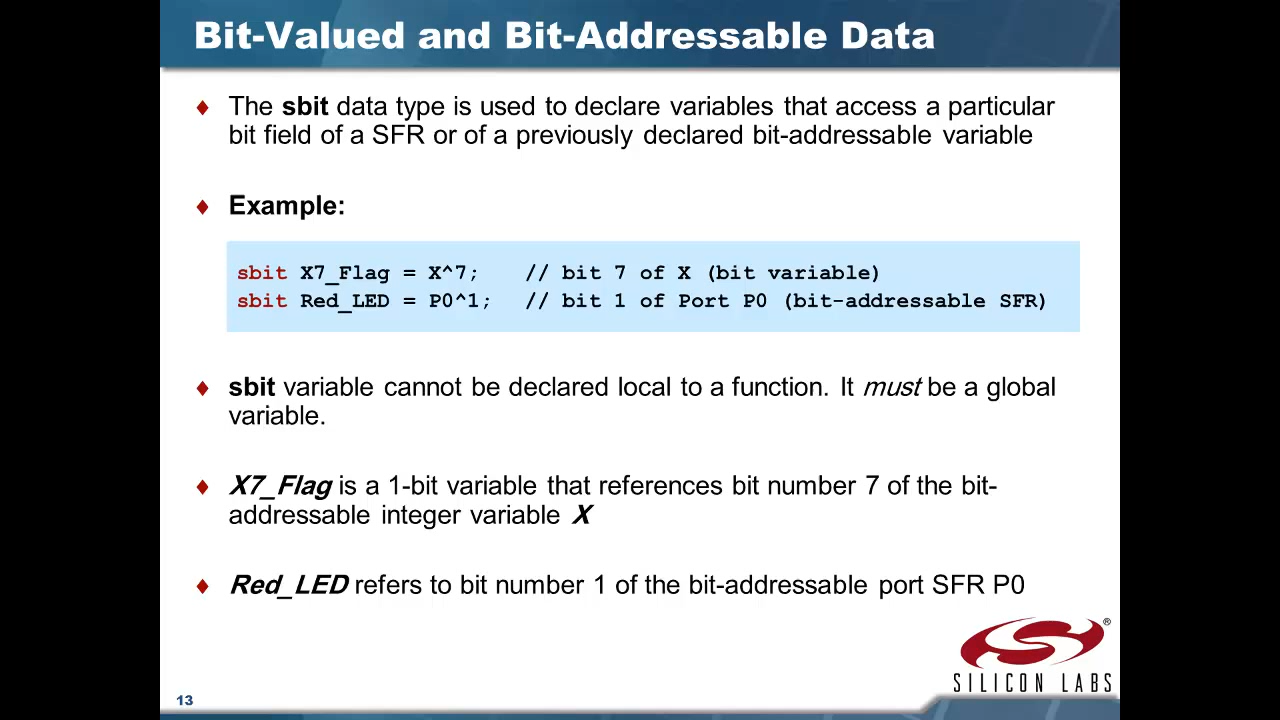 Bit-Valued and Bit-Addressable Data
♦ The sbit data type is used to declare variables that access a particular
bit field of a SFR or of a previously declared bit-addressable variable
♦ Example:
sbit X7_Flag = X^7; // bit 7 of X (bit variable)
sbit Red_LED = P0^1; // bit 1 of Port P0 (bit-addressable SFR)
♦ sbit variable cannot be declared local to a function. It must be a global
variable.
♦ X7_Flag is a 1-bit variable that references bit number 7 of the bit-
addressable integer variable X
♦ Red_LED refers to bit number 1 of the bit-addressable port SFR P0
®
SILICON LABS
13